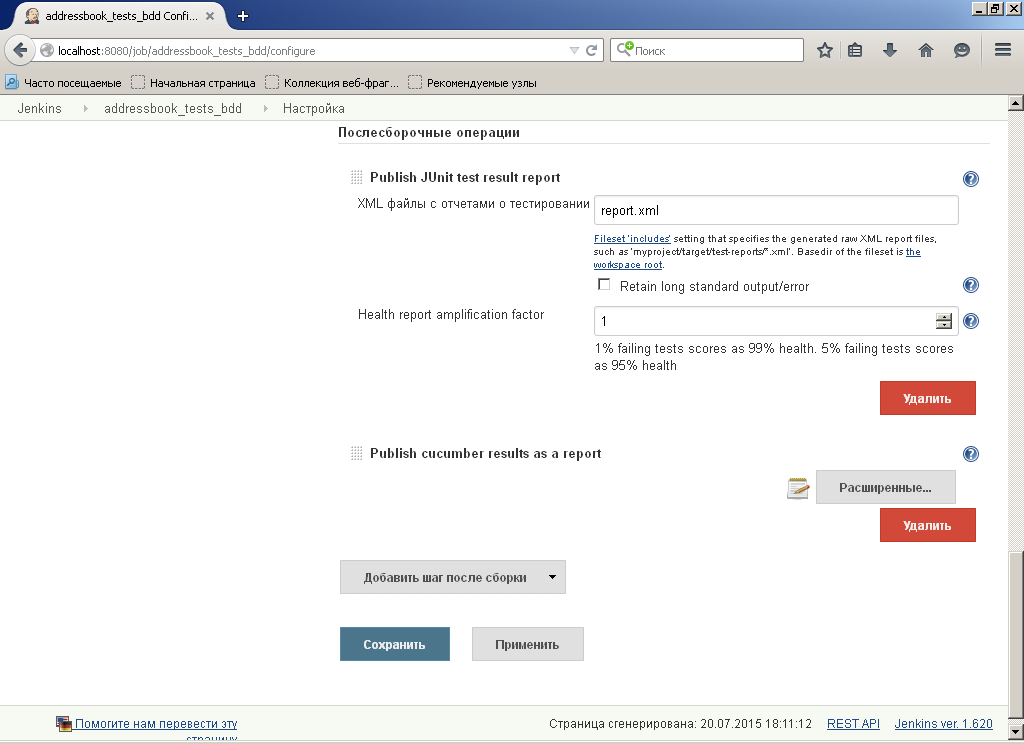 addressbook_tests_bdd Confi...
localhost:8080/job/addressbook_tests_bdd/configure
Поиск
Часто посещаемые Начальная страница Коллекция веб-фраг... Рекомендуемые узлы
Jenkins addressbook_tests_bdd Настройка
Послесборочные операции
Publish JUnit test result report
XML файлы с отчетами о тестировании report.xml
Fileset 'includes' setting that specifies the generated raw XML report files,
such as 'myproject/target/test-reports/*.xml'. Basedir of the fileset is the
workspace root.
Retain long standard output/error
Health report amplification factor 1
1% failing tests scores as 99% health. 5% failing tests scores
as 95% health
Удалить
Publish cucumber results as a report
Расширенные...
Удалить
Добавить шаг после сборки
Сохранить Применить
Помогите нам перевести эту Страница сгенерирована: 20.07.2015 18:11:12 REST API Jenkins ver. 1.620
страницу